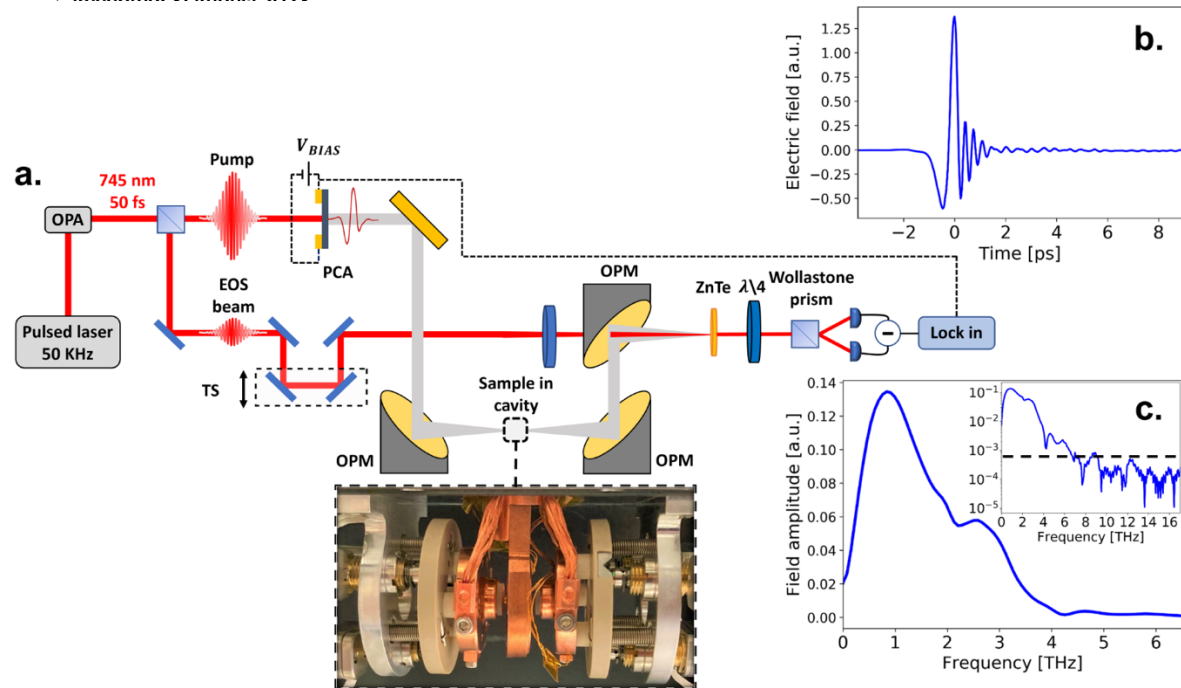 a.
OPA
745 nm
50 fs
Pump
V_BIAS
PCA
Pulsed laser
50 KHz
EOS
beam
TS
OPM
Sample in
cavity
OPM
OPM
ZnTe
λ\4
Wollastone
prism
−
Lock in
b.
Electric field [a.u.]
1.25
1.00
0.75
0.50
0.25
0.00
−0.25
−0.50
−2 0 2 4 6 8
Time [ps]
c.
Field amplitude [a.u.]
0.14
0.12
0.10
0.08
0.06
0.04
0.02
0.00
0 1 2 3 4 5 6
Frequency [THz]
10⁻¹
10⁻²
10⁻³
10⁻⁴
10⁻⁵
0 2 4 6 8 10 12 14 16
Frequency [THz]